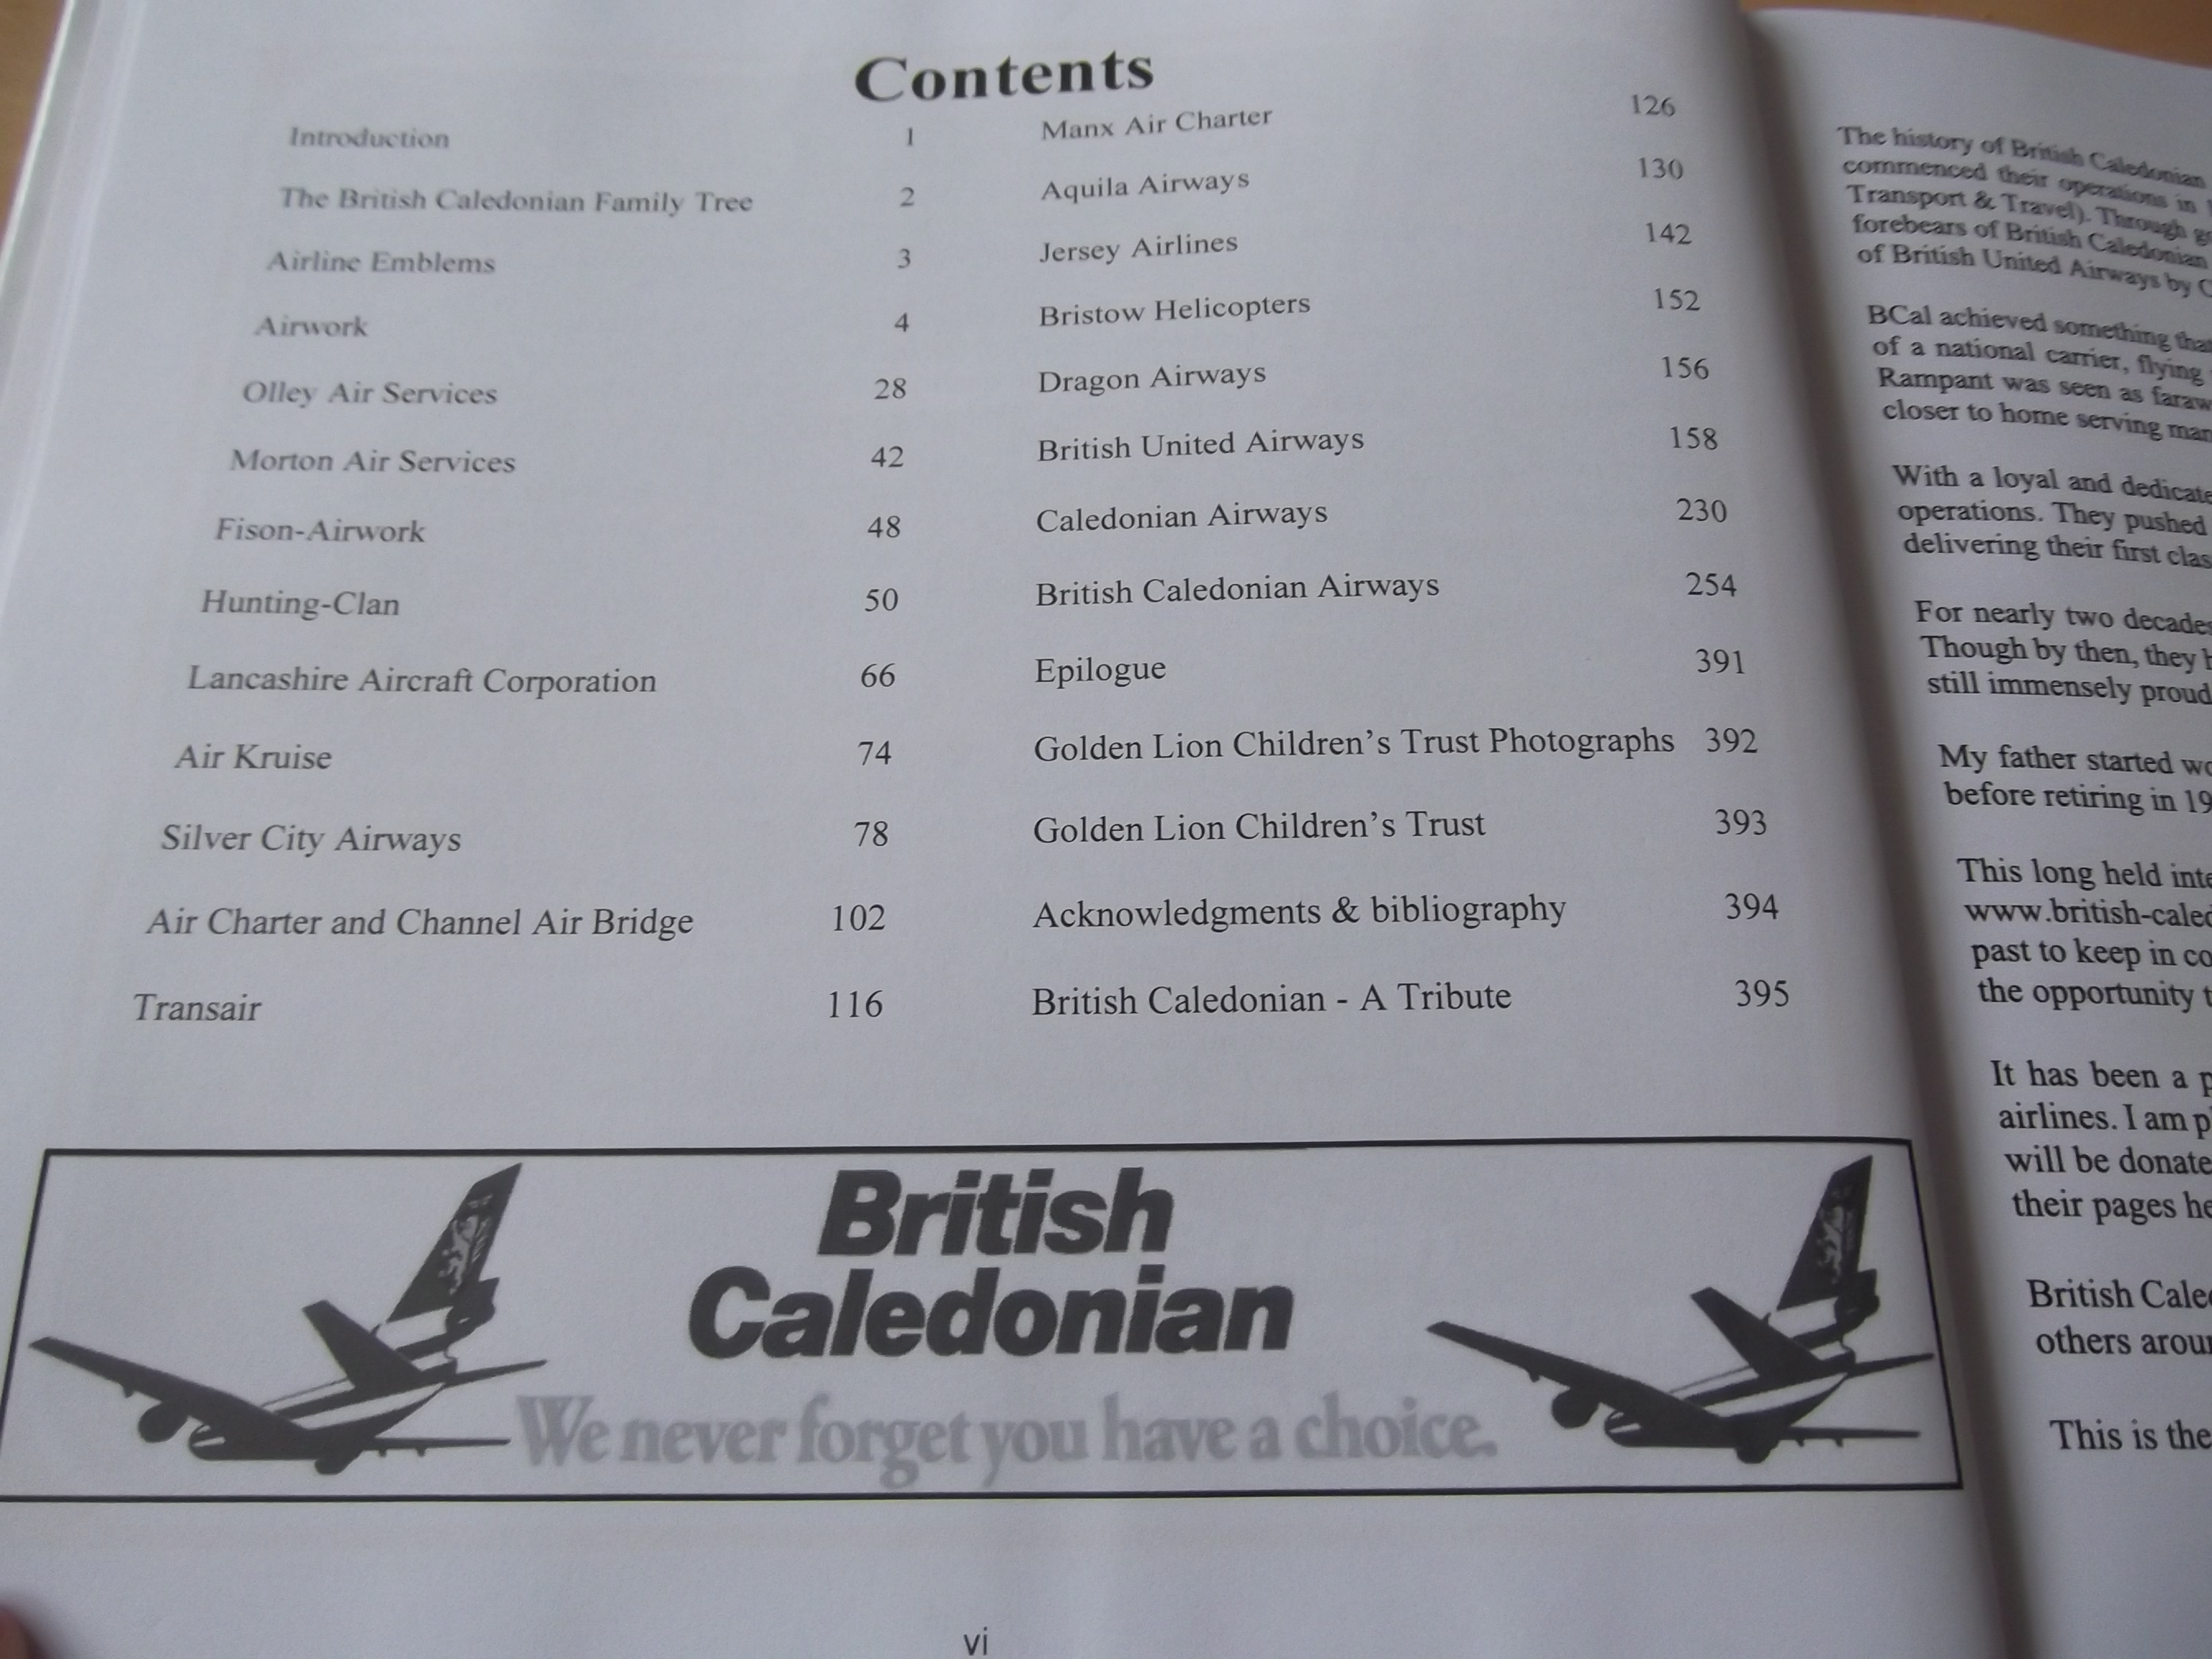 Contents
Introduction 1
The British Caledonian Family Tree 2
Airline Emblems 3
Airwork 4
Olley Air Services 28
Morton Air Services 42
Fison-Airwork 48
Hunting-Clan 50
Lancashire Aircraft Corporation 66
Air Kruise 74
Silver City Airways 78
Air Charter and Channel Air Bridge 102
Transair 116
Manx Air Charter 126
Aquila Airways 130
Jersey Airlines 142
Bristow Helicopters 152
Dragon Airways 156
British United Airways 158
Caledonian Airways 230
British Caledonian Airways 254
Epilogue 391
Golden Lion Children's Trust Photographs 392
Golden Lion Children's Trust 393
Acknowledgments & bibliography 394
British Caledonian - A Tribute 395
British
Caledonian
We never forget you have a choice.
vi
The history of British Caledonian
commenced their operations in
Transport & Travel). Through
forebears of British Caledonian
of British United Airways by
BCal achieved something
of a national carrier, flying
Rampant was seen as
closer to home serving
With a loyal and
operations. They pushed
delivering their first
For nearly two
Though by then, they
still immensely proud
My father started
before retiring in 19
This long held
www.british-
past to keep in
the opportunity
It has been a
airlines. I am
will be
their pages
British
others
This is the